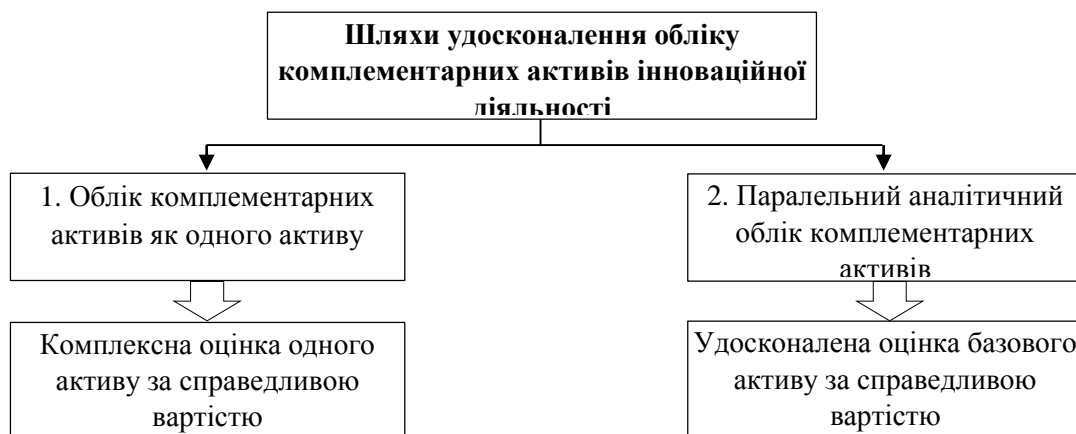 Шляхи удосконалення обліку
комплементарних активів інноваційної
діяльності
1. Облік комплементарних
активів як одного активу
2. Паралельний аналітичний
облік комплементарних
активів
Комплексна оцінка одного
активу за справедливою
вартістю
Удосконалена оцінка базового
активу за справедливою
вартістю